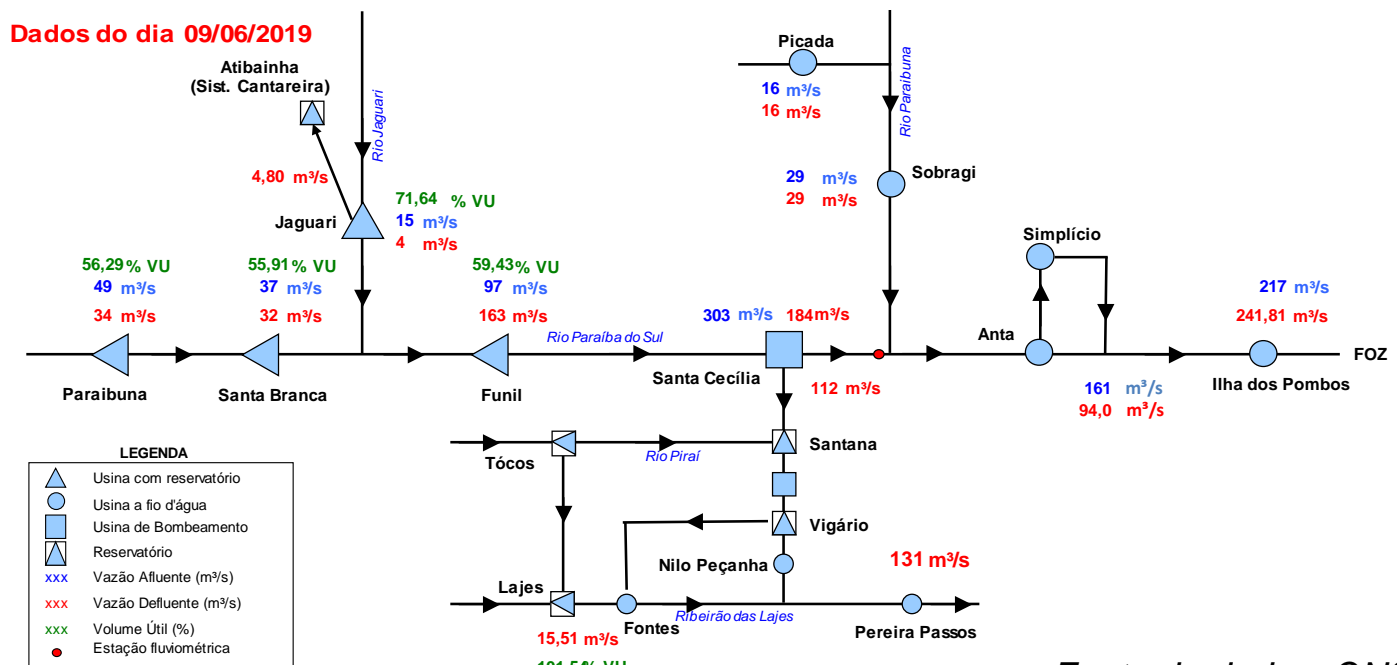 Dados do dia 09/06/2019
Atibainha
(Sist. Cantareira)
Rio Jaguari
4,80 m³/s
Jaguari
71,64 % VU
15 m³/s
4 m³/s
Picada
16 m³/s
16 m³/s
Rio Paraibuna
29 m³/s
29 m³/s
Sobragi
Simplício
56,29% VU
49 m³/s
34 m³/s
Paraibuna
55,91% VU
37 m³/s
32 m³/s
Santa Branca
59,43% VU
97 m³/s
163 m³/s
Funil
Rio Paraíba do Sul
303 m³/s
184m³/s
Santa Cecília
112 m³/s
Anta
161 m³/s
94,0 m³/s
217 m³/s
241,81 m³/s
Ilha dos Pombos
FOZ
Tócos
Rio Piraí
Santana
Vigário
Nilo Peçanha
131 m³/s
Lajes
15,51 m³/s
Fontes
Ribeirão das Lajes
Pereira Passos
LEGENDA
Usina com reservatório
Usina a fio d'água
Usina de Bombeamento
Reservatório
xxx Vazão Afluente (m³/s)
xxx Vazão Defluente (m³/s)
xxx Volume Útil (%)
Estação fluviométrica